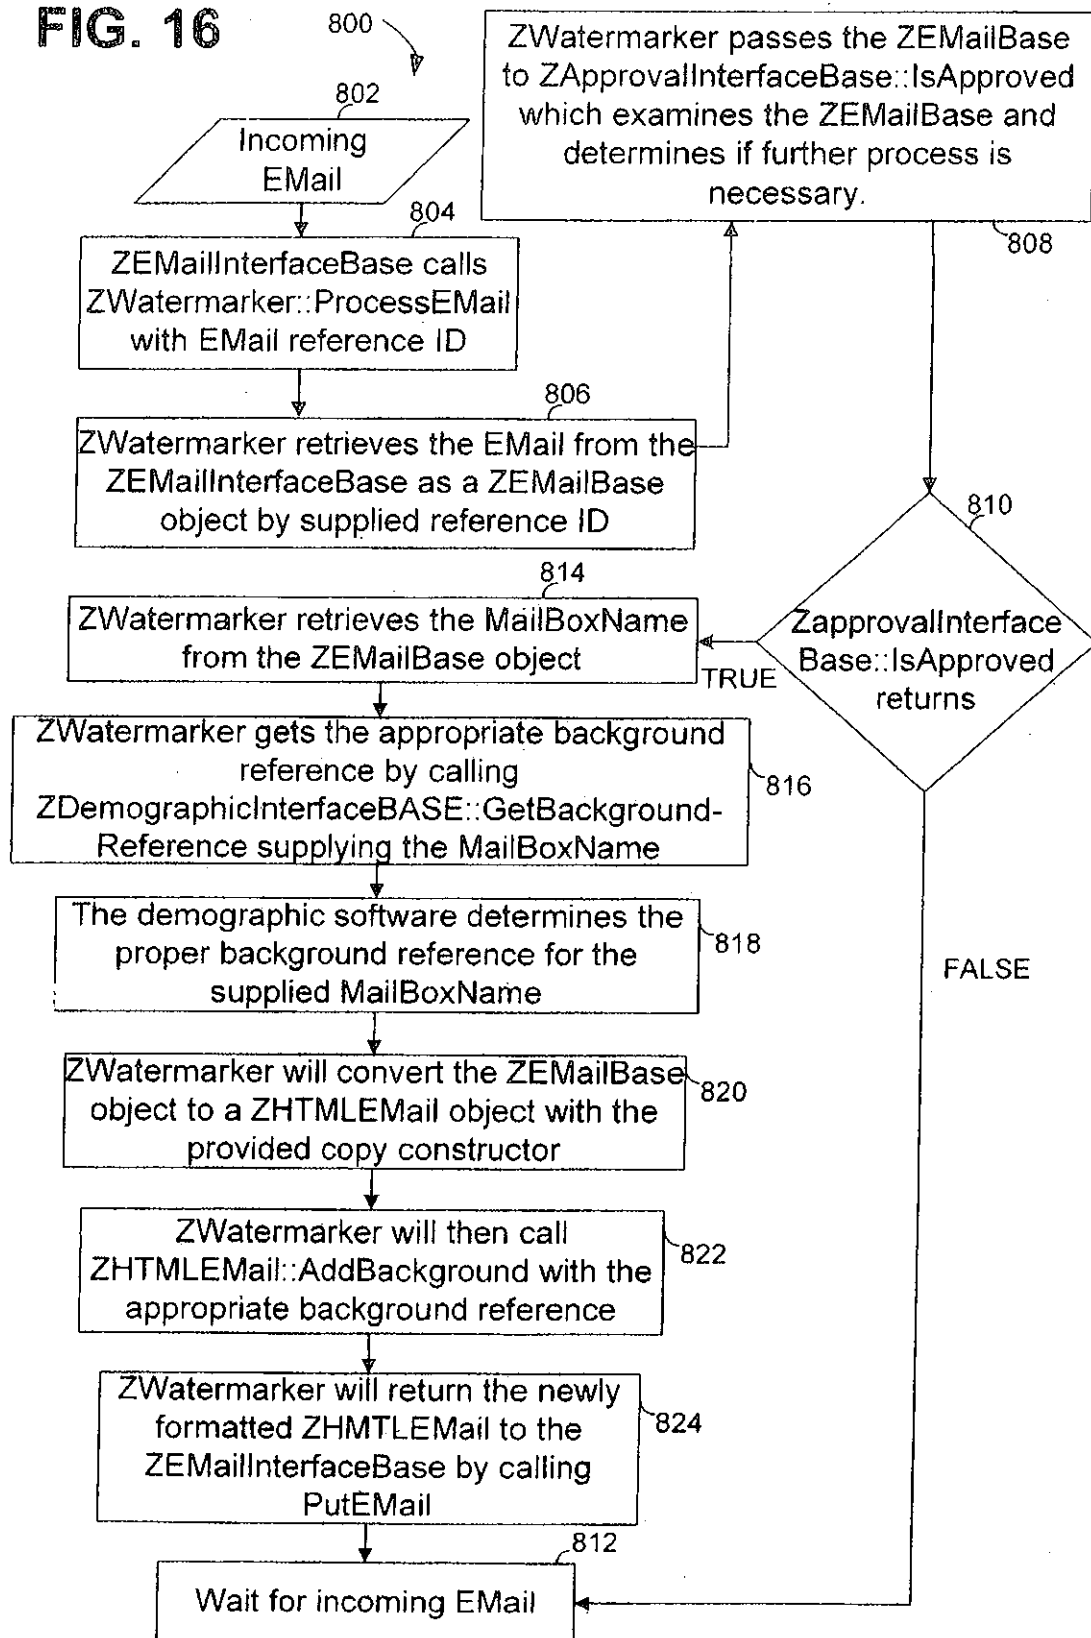 FIG. 16
800
802
Incoming
EMail
804
ZEMailInterfaceBase calls
ZWatermarker::ProcessEMail
with EMail reference ID
806
ZWatermarker retrieves the EMail from the
ZEMailInterfaceBase as a ZEMailBase
object by supplied reference ID
ZWatermarker passes the ZEMailBase
to ZApprovalInterfaceBase::IsApproved
which examines the ZEMailBase and
determines if further process is
necessary.
808
810
ZapprovalInterface
Base::IsApproved
returns
TRUE
FALSE
814
ZWatermarker retrieves the MailBoxName
from the ZEMailBase object
ZWatermarker gets the appropriate background
reference by calling
ZDemographicInterfaceBASE::GetBackground-
Reference supplying the MailBoxName
816
The demographic software determines the
proper background reference for the
supplied MailBoxName
818
ZWatermarker will convert the ZEMailBase
object to a ZHTMLEMail object with the
provided copy constructor
820
ZWatermarker will then call
ZHTMLEMail::AddBackground with the
appropriate background reference
822
ZWatermarker will return the newly
formatted ZHMTLEMail to the
ZEMailInterfaceBase by calling
PutEMail
824
812
Wait for incoming EMail